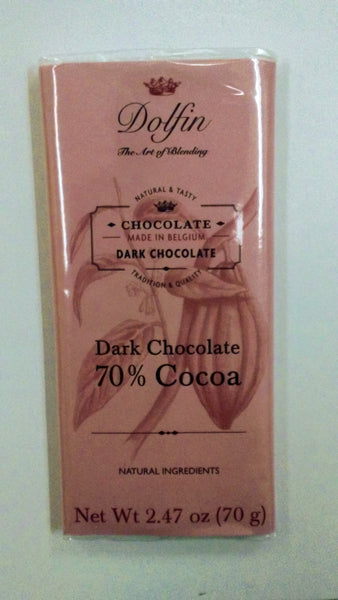 Dolfin
The Art of Blending
NATURAL & TASTY
CHOCOLATE
MADE IN BELGIUM
DARK CHOCOLATE
TRADITION & QUALITY
Dark Chocolate
70% Cocoa
NATURAL INGREDIENTS
Net Wt 2.47 oz (70 g)